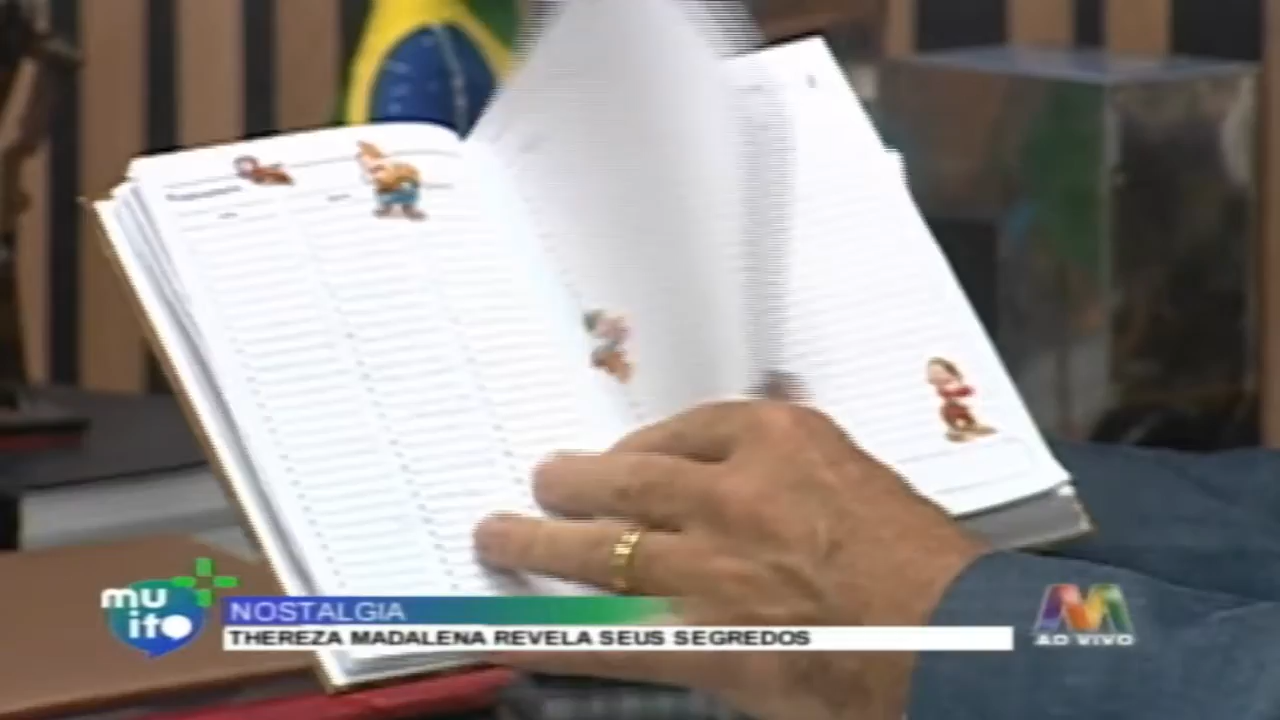 mu
ito
NOSTALGIA
THEREZA MADALENA REVELA SEUS SEGREDOS
AO VIVO